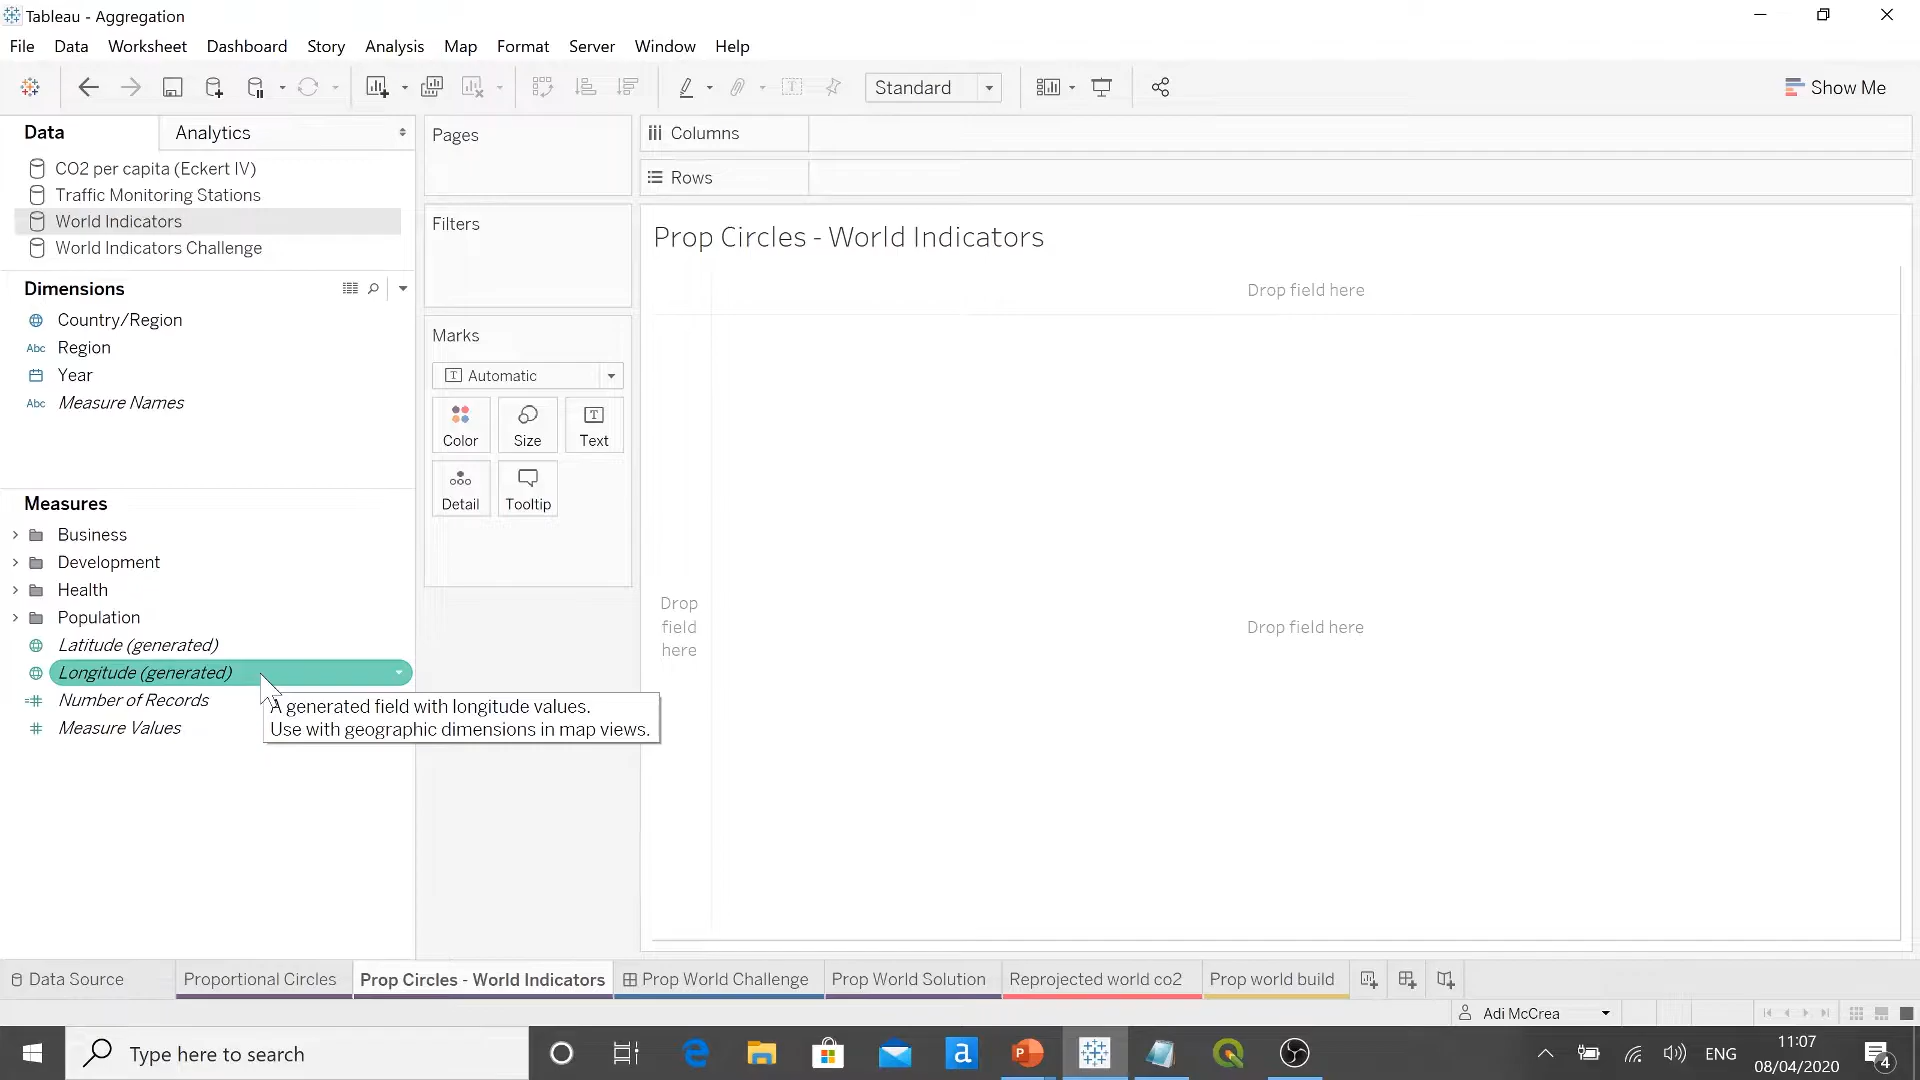 Tableau - Aggregation
File Data Worksheet Dashboard Story Analysis Map Format Server Window Help
Standard
Show Me
Data Analytics
CO2 per capita (Eckert IV)
Traffic Monitoring Stations
World Indicators
World Indicators Challenge
Dimensions
Country/Region
Abc Region
Year
Abc Measure Names
Measures
Business
Development
Health
Population
Latitude (generated)
Longitude (generated)
Number of Records
Measure Values
A generated field with longitude values.
Use with geographic dimensions in map views.
Pages
Filters
Marks
T Automatic
Color Size T Text
Detail Tooltip
Columns
Rows
Prop Circles - World Indicators
Drop field here
Drop
field
here
Drop field here
Data Source Proportional Circles Prop Circles - World Indicators Prop World Challenge Prop World Solution Reprojected world co2 Prop world build
Adi McCrea
Type here to search
a
P
ENG
11:07
08/04/2020
4